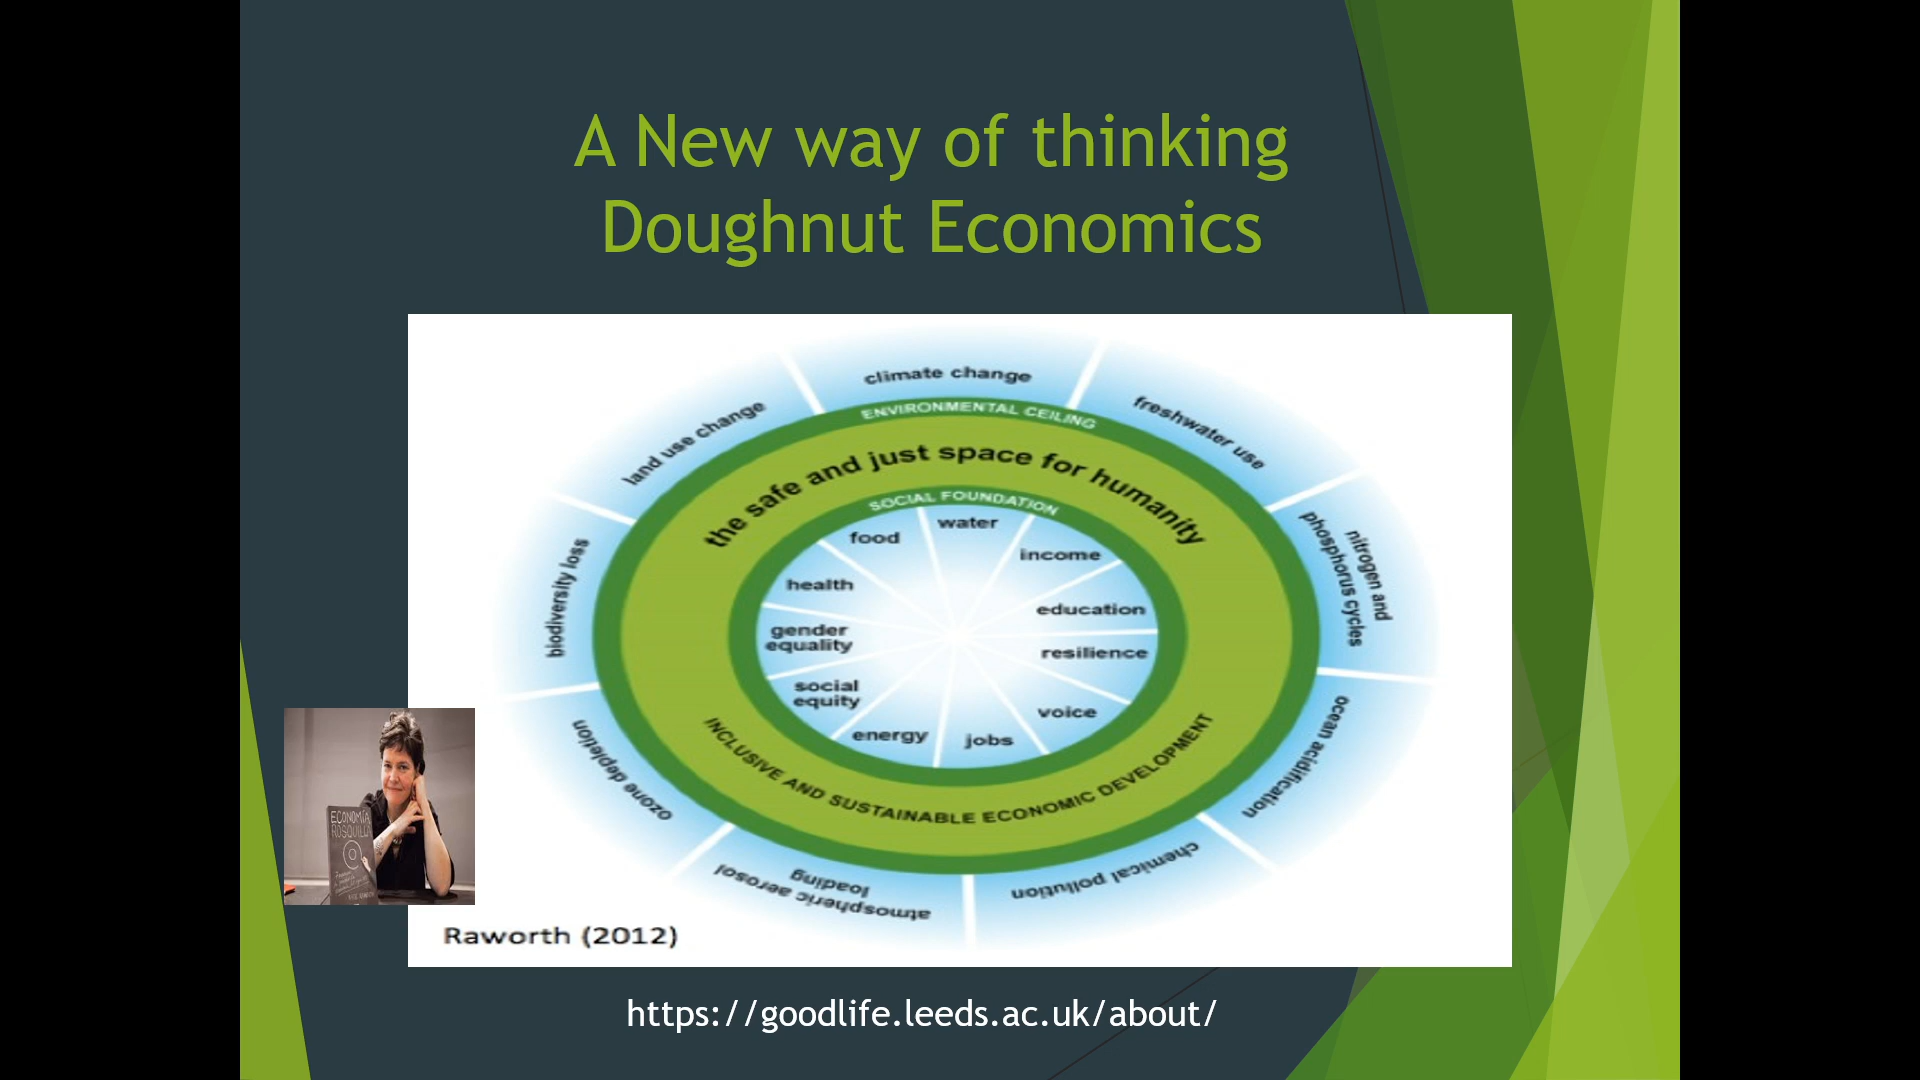 A New way of thinking
Doughnut Economics
climate change
land use change
freshwater use
ENVIRONMENTAL CEILING
the safe and just space for humanity
nitrogen and
phosphorus cycles
biodiversity loss
SOCIAL FOUNDATION
water
food
income
health
education
gender
equality
resilience
social
equity
voice
energy
jobs
INCLUSIVE AND SUSTAINABLE ECONOMIC DEVELOPMENT
ocean acidification
ozone depletion
chemical pollution
atmospheric aerosol
loading
ECONOMÍA
ROSQUILLA
Raworth (2012)
https://goodlife.leeds.ac.uk/about/